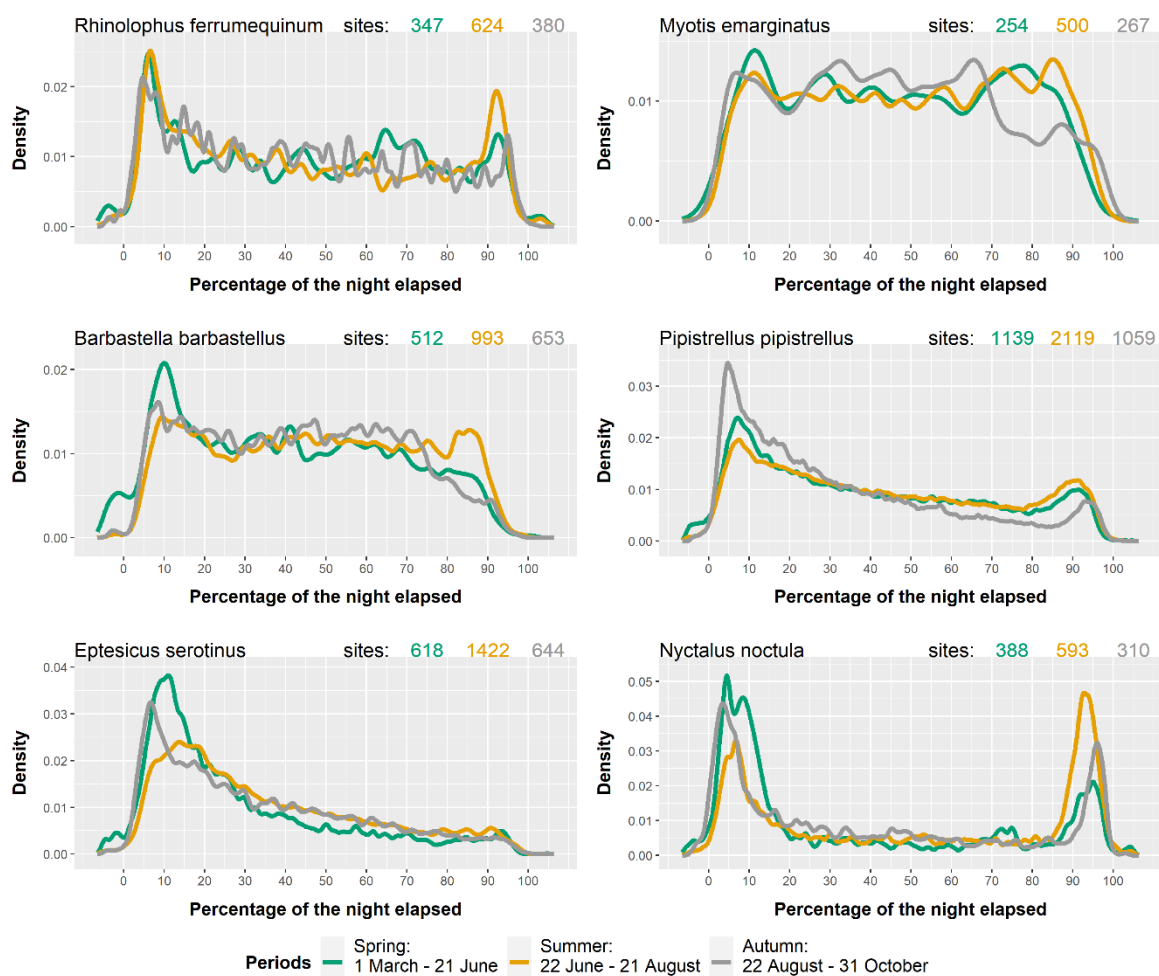 Rhinolophus ferrumequinum sites: 347 624 380
Density
0.02
0.01
0.00
0 10 20 30 40 50 60 70 80 90 100
Percentage of the night elapsed
Myotis emarginatus sites: 254 500 267
Density
0.01
0.00
0 10 20 30 40 50 60 70 80 90 100
Percentage of the night elapsed
Barbastella barbastellus sites: 512 993 653
Density
0.02
0.01
0.00
0 10 20 30 40 50 60 70 80 90 100
Percentage of the night elapsed
Pipistrellus pipistrellus sites: 1139 2119 1059
Density
0.03
0.02
0.01
0.00
0 10 20 30 40 50 60 70 80 90 100
Percentage of the night elapsed
Eptesicus serotinus sites: 618 1422 644
Density
0.04
0.03
0.02
0.01
0.00
0 10 20 30 40 50 60 70 80 90 100
Percentage of the night elapsed
Nyctalus noctula sites: 388 593 310
Density
0.05
0.04
0.03
0.02
0.01
0.00
0 10 20 30 40 50 60 70 80 90 100
Percentage of the night elapsed
Periods
Spring:
1 March - 21 June
Summer:
22 June - 21 August
Autumn:
22 August - 31 October